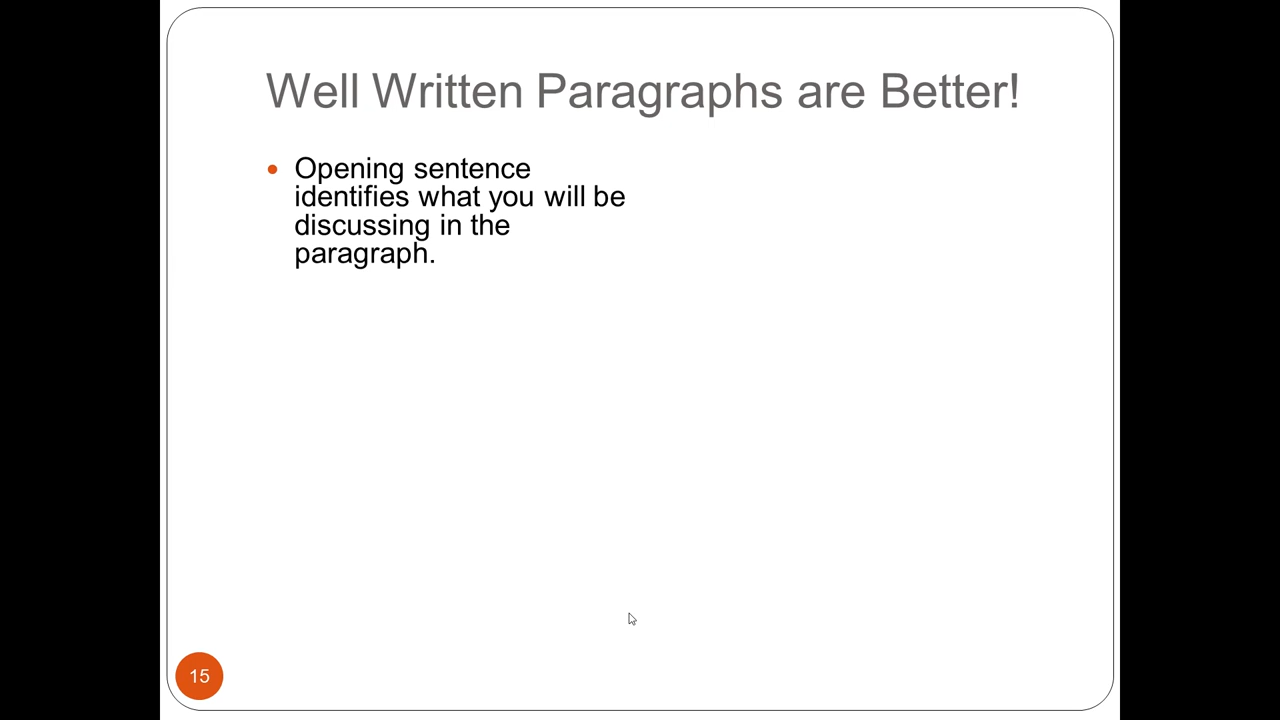 Well Written Paragraphs are Better!
• Opening sentence
identifies what you will be
discussing in the
paragraph.
15